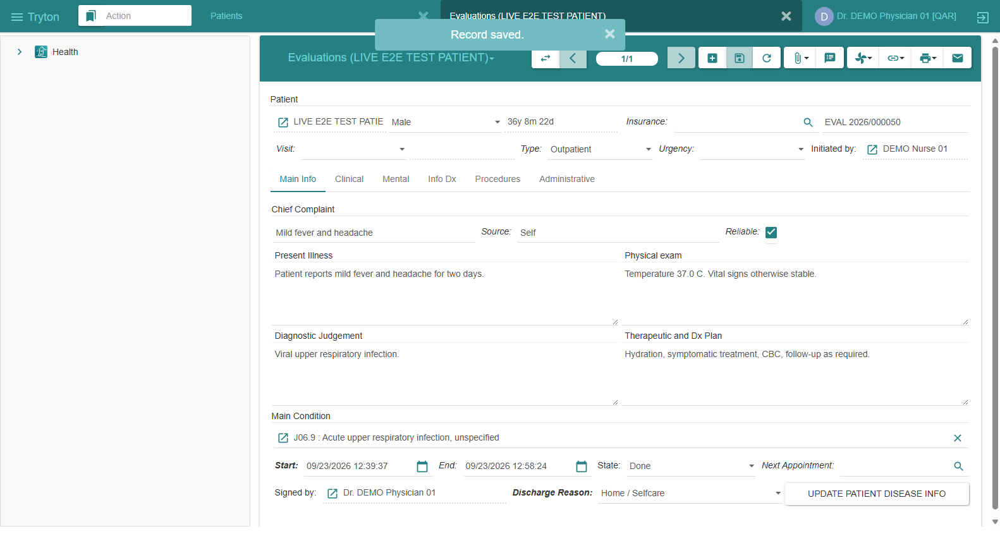 Tryton
Action
Patients
Evaluations (LIVE E2E TEST PATIENT)
D
Dr. DEMO Physician 01 [QAR]
Record saved.
Health
Evaluations (LIVE E2E TEST PATIENT)
1/1
Patient
LIVE E2E TEST PATIE
Male
36y 8m 22d
Insurance:
EVAL 2026/000050
Visit:
Type:
Outpatient
Urgency:
Initiated by:
DEMO Nurse 01
Main Info
Clinical
Mental
Info Dx
Procedures
Administrative
Chief Complaint
Mild fever and headache
Source:
Self
Reliable:
Present Illness
Physical exam
Patient reports mild fever and headache for two days.
Temperature 37.0 C. Vital signs otherwise stable.
Diagnostic Judgement
Therapeutic and Dx Plan
Viral upper respiratory infection.
Hydration, symptomatic treatment, CBC, follow-up as required.
Main Condition
J06.9 : Acute upper respiratory infection, unspecified
Start:
09/23/2026 12:39:37
End:
09/23/2026 12:58:24
State:
Done
Next Appointment:
Signed by:
Dr. DEMO Physician 01
Discharge Reason:
Home / Selfcare
UPDATE PATIENT DISEASE INFO